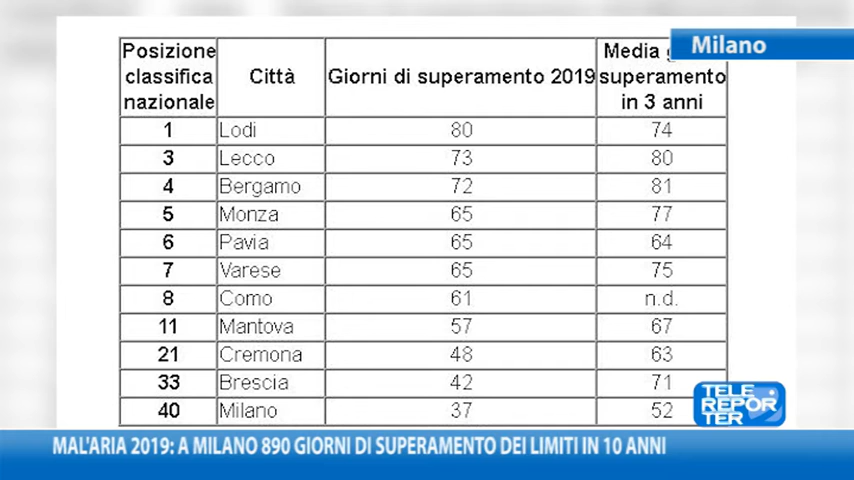 Milano
Posizione classifica nazionale | Città | Giorni di superamento 2019 | Media superamento in 3 anni
1 | Lodi | 80 | 74
3 | Lecco | 73 | 80
4 | Bergamo | 72 | 81
5 | Monza | 65 | 77
6 | Pavia | 65 | 64
7 | Varese | 65 | 75
8 | Como | 61 | n.d.
11 | Mantova | 57 | 67
21 | Cremona | 48 | 63
33 | Brescia | 42 | 71
40 | Milano | 37 | 52
TELE
REPOR
TER
MAL'ARIA 2019: A MILANO 890 GIORNI DI SUPERAMENTO DEI LIMITI IN 10 ANNI